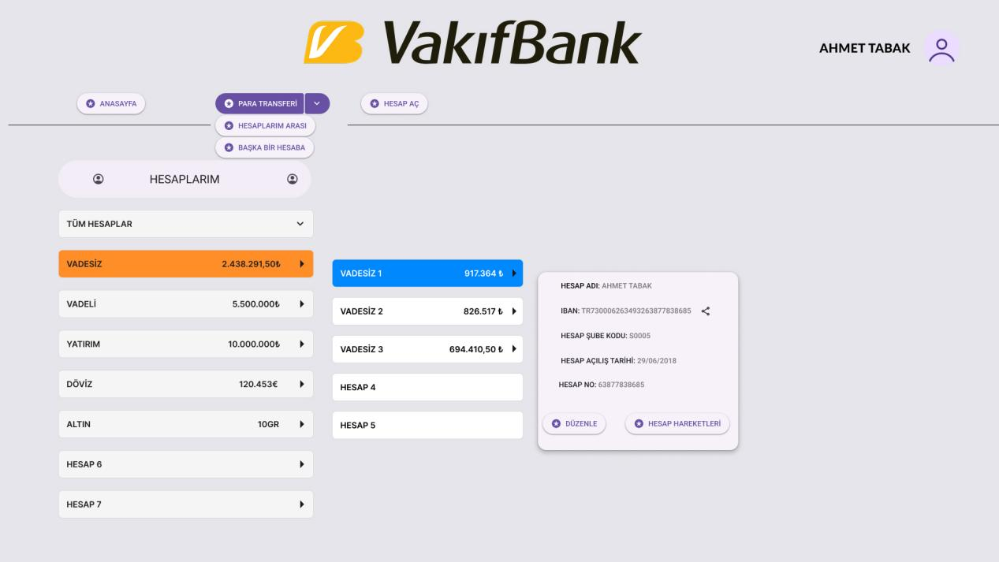 VakıfBank
AHMET TABAK
ANASAYFA
PARA TRANSFERİ
HESAP AÇ
HESAPLARIM ARASI
BAŞKA BİR HESABA
HESAPLARIM
TÜM HESAPLAR
VADESİZ 2.438.291,50₺
VADELİ 5.500.000₺
YATIRIM 10.000.000₺
DÖVİZ 120.453€
ALTIN 10GR
HESAP 6
HESAP 7
VADESİZ 1 917.364 ₺
VADESİZ 2 826.517 ₺
VADESİZ 3 694.410,50 ₺
HESAP 4
HESAP 5
HESAP ADI: AHMET TABAK
IBAN: TR730006263493263877838685
HESAP ŞUBE KODU: S0005
HESAP AÇILIŞ TARİHİ: 29/06/2018
HESAP NO: 63877838685
DÜZENLE
HESAP HAREKETLERİ